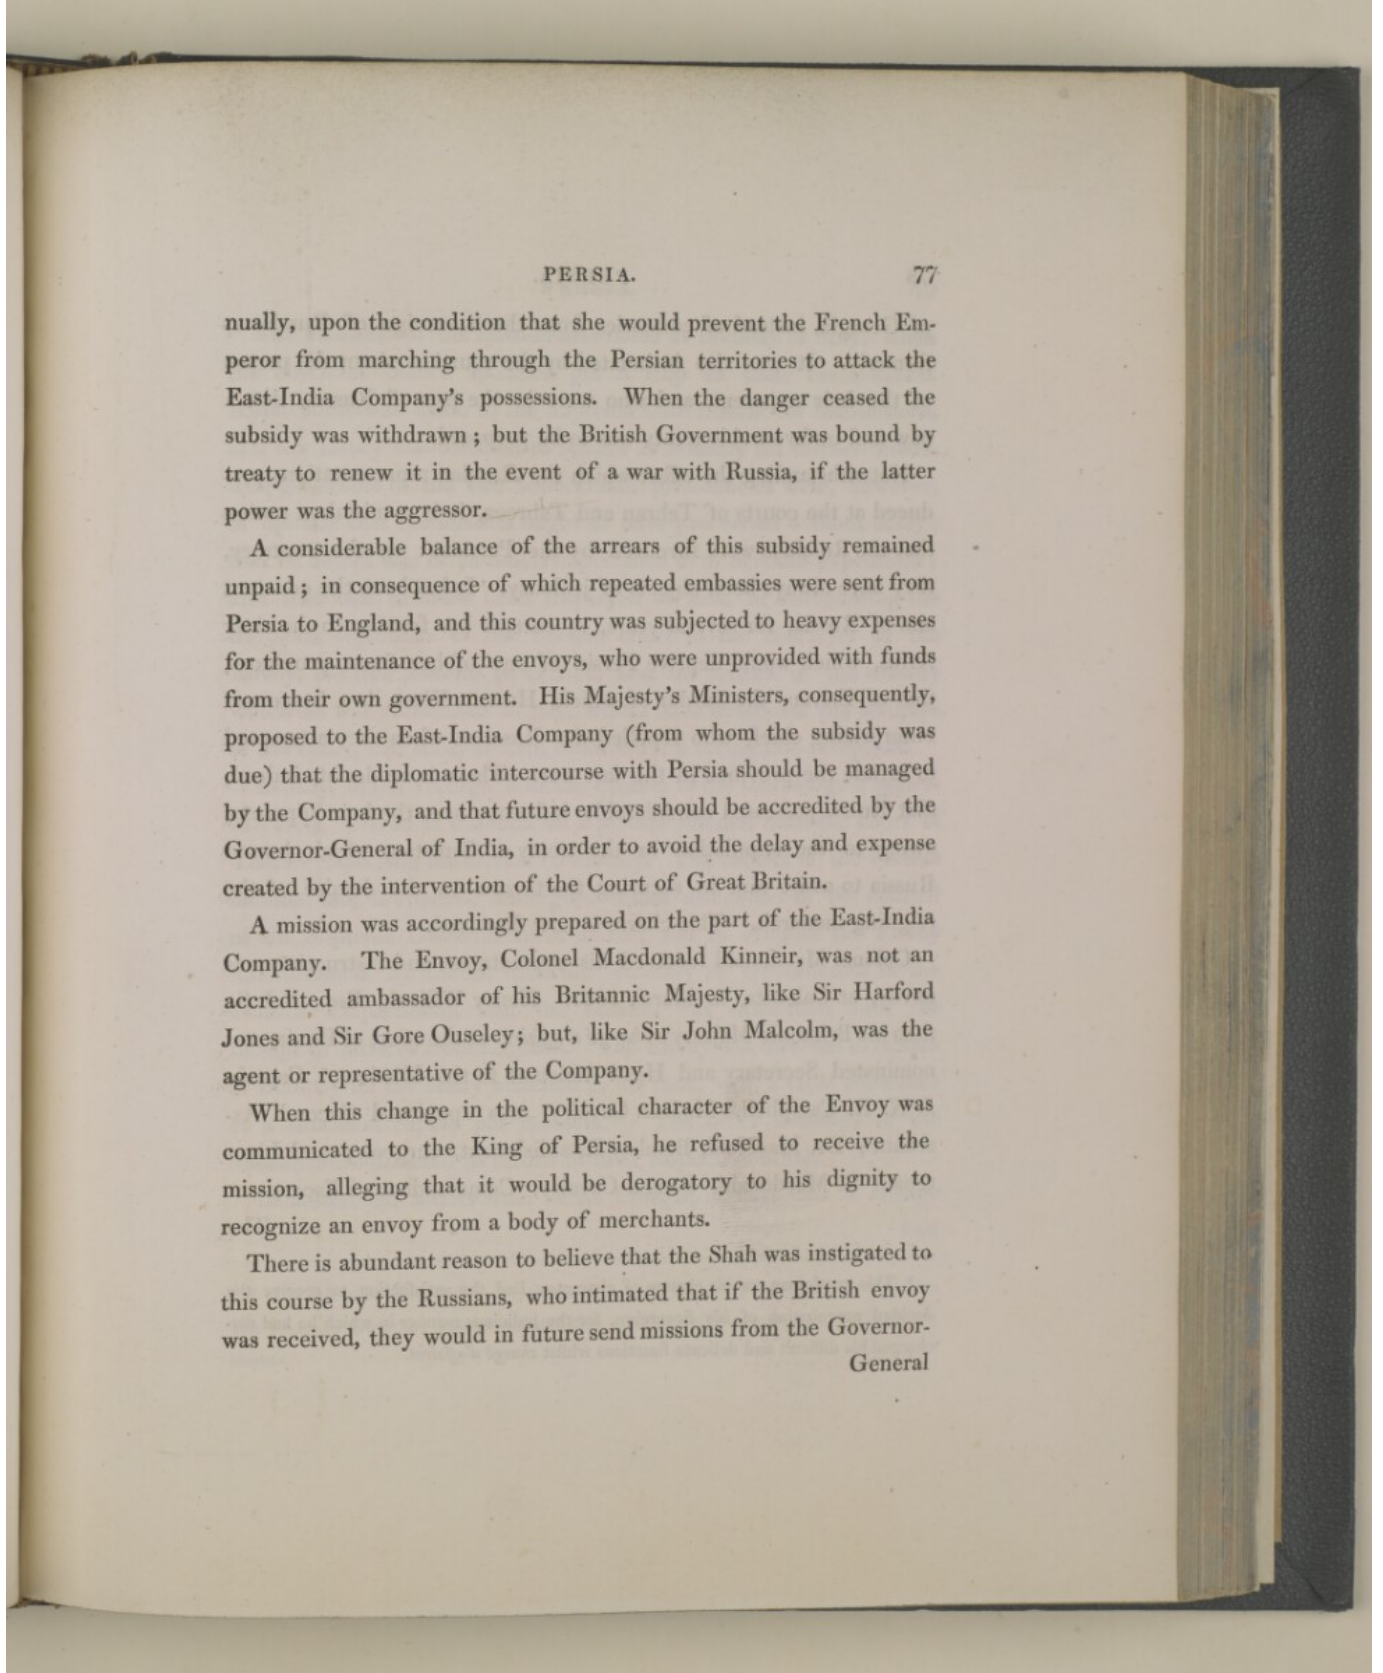 PERSIA. 77
nually, upon the condition that she would prevent the French Em-
peror from marching through the Persian territories to attack the
East-India Company's possessions. When the danger ceased the
subsidy was withdrawn; but the British Government was bound by
treaty to renew it in the event of a war with Russia, if the latter
power was the aggressor.
A considerable balance of the arrears of this subsidy remained
unpaid; in consequence of which repeated embassies were sent from
Persia to England, and this country was subjected to heavy expenses
for the maintenance of the envoys, who were unprovided with funds
from their own government. His Majesty's Ministers, consequently,
proposed to the East-India Company (from whom the subsidy was
due) that the diplomatic intercourse with Persia should be managed
by the Company, and that future envoys should be accredited by the
Governor-General of India, in order to avoid the delay and expense
created by the intervention of the Court of Great Britain.
A mission was accordingly prepared on the part of the East-India
Company. The Envoy, Colonel Macdonald Kinneir, was not an
accredited ambassador of his Britannic Majesty, like Sir Harford
Jones and Sir Gore Ouseley; but, like Sir John Malcolm, was the
agent or representative of the Company.
When this change in the political character of the Envoy was
communicated to the King of Persia, he refused to receive the
mission, alleging that it would be derogatory to his dignity to
recognize an envoy from a body of merchants.
There is abundant reason to believe that the Shah was instigated to
this course by the Russians, who intimated that if the British envoy
was received, they would in future send missions from the Governor-
General